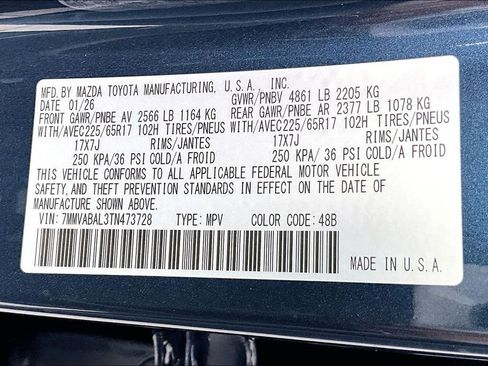 MFD. BY MAZDA TOYOTA MANUFACTURING, U.S.A., INC.
DATE 01/26 GVWR/PNBV 4861 LB 2205 KG
FRONT GAWR/PNBE AV 2566 LB 1164 KG REAR GAWR/PNBE AR 2377 LB 1078 KG
WITH/AVEC225/65R17 102H TIRES/PNEUS WITH/AVEC225/65R17 102H TIRES/PNEUS
17X7J RIMS/JANTES 17X7J RIMS/JANTES
250 KPA/36 PSI COLD/A FROID 250 KPA/36 PSI COLD/A FROID
THIS VEHICLE CONFORMS TO ALL APPLICABLE FEDERAL MOTOR VEHICLE
SAFETY, AND THEFT PREVENTION STANDARDS IN EFFECT ON THE DATE OF
MANUFACTURE SHOWN ABOVE.
VIN: 7MMVABAL3TN473728 TYPE: MPV COLOR CODE: 48B
MADE IN U.S.A.